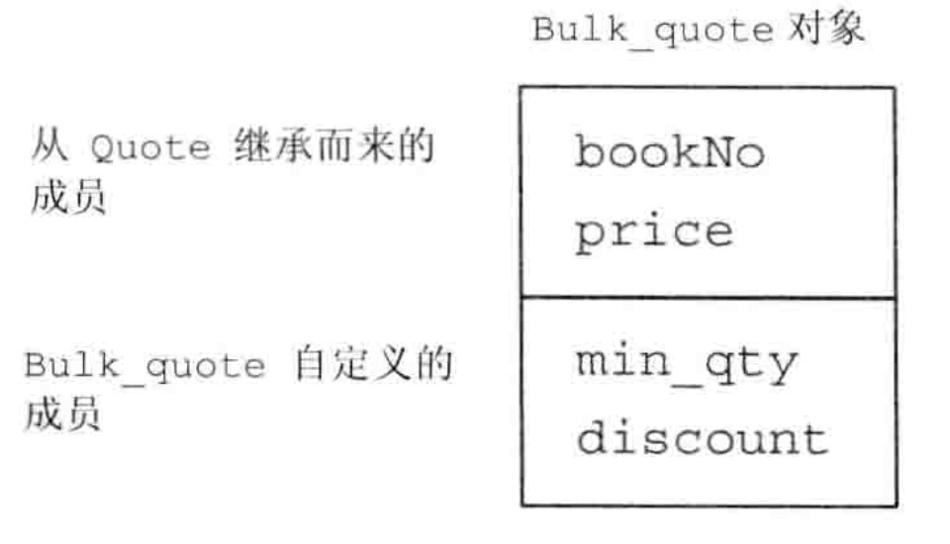 Bulk_quote 对象
从 Quote 继承而来的
成员
bookNo
price
Bulk_quote 自定义的
成员
min_qty
discount